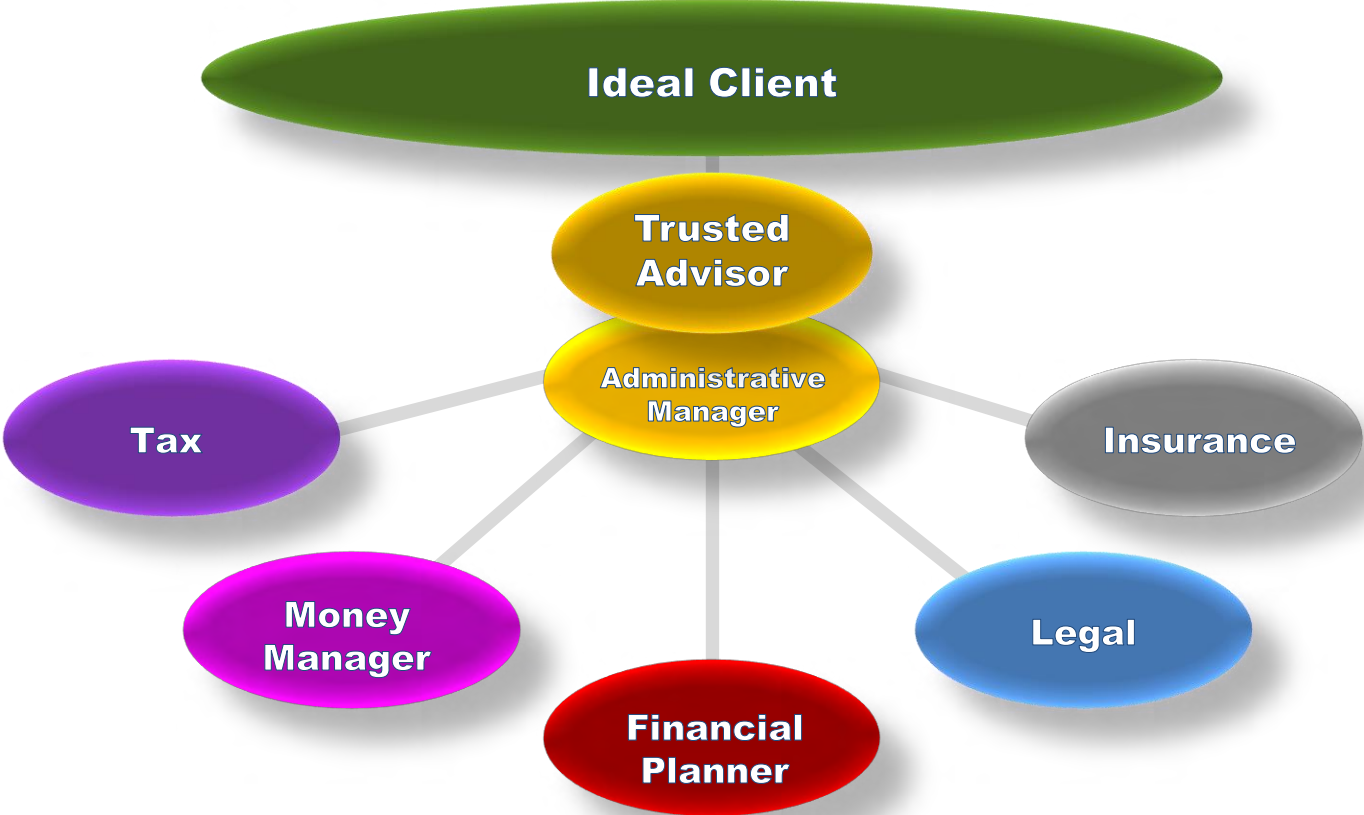 Ideal Client
Trusted
Advisor
Administrative
Manager
Tax
Insurance
Money
Manager
Legal
Financial
Planner